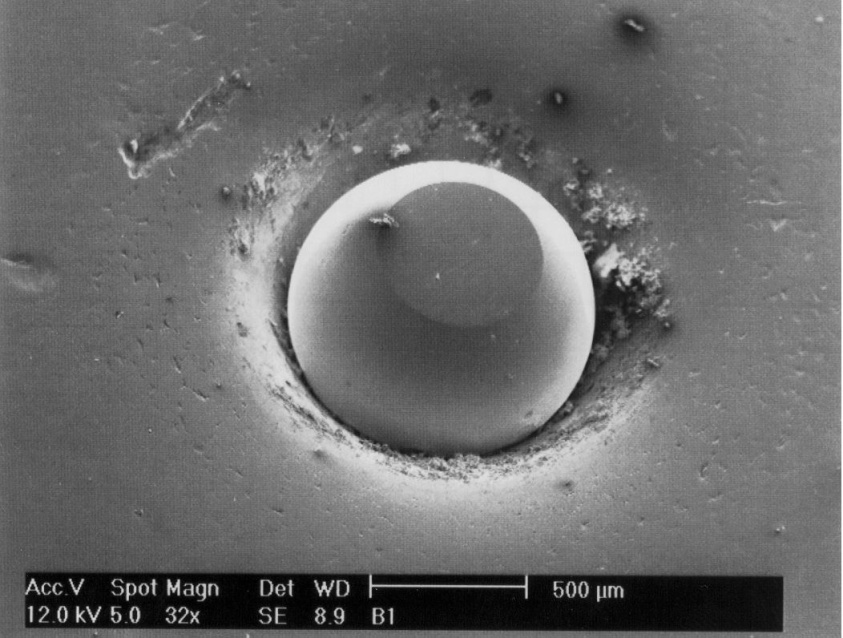 Acc.V Spot Magn Det WD 500 µm
12.0 kV 5.0 32x SE 8.9 B1